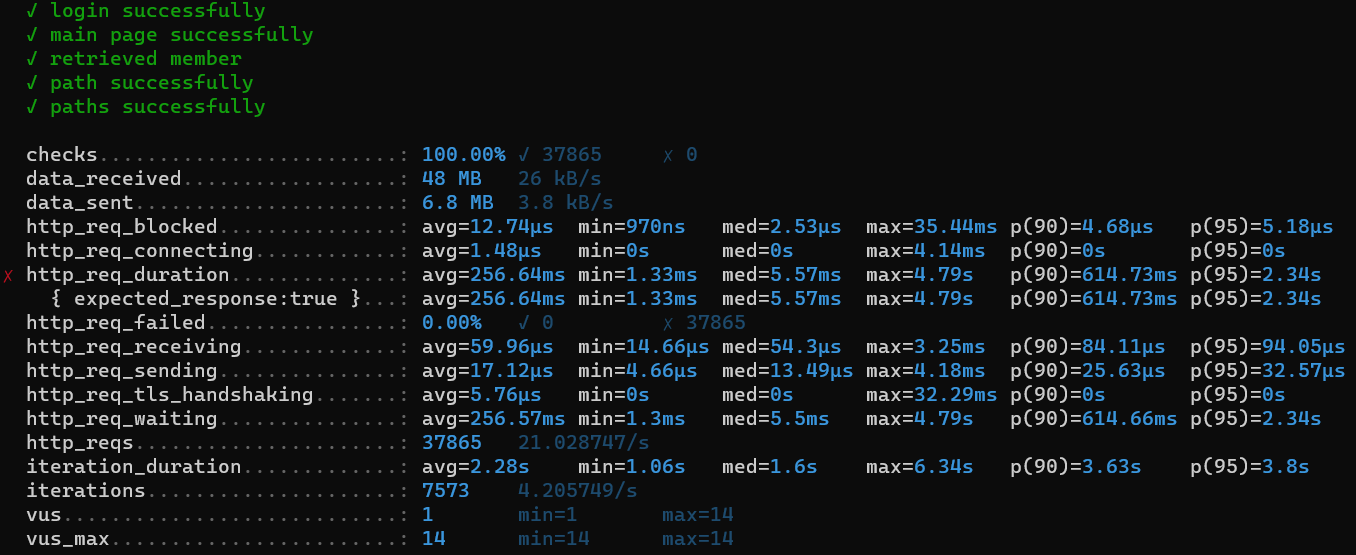 ✓ login successfully
✓ main page successfully
✓ retrieved member
✓ path successfully
✓ paths successfully
checks.........................: 100.00% ✓ 37865 ✗ 0
data_received..................: 48 MB 26 kB/s
data_sent......................: 6.8 MB 3.8 kB/s
http_req_blocked...............: avg=12.74µs min=970ns med=2.53µs max=35.44ms p(90)=4.68µs p(95)=5.18µs
http_req_connecting............: avg=1.48µs min=0s med=0s max=4.14ms p(90)=0s p(95)=0s
✗ http_req_duration..............: avg=256.64ms min=1.33ms med=5.57ms max=4.79s p(90)=614.73ms p(95)=2.34s
{ expected_response:true }...: avg=256.64ms min=1.33ms med=5.57ms max=4.79s p(90)=614.73ms p(95)=2.34s
http_req_failed................: 0.00% ✓ 0 ✗ 37865
http_req_receiving.............: avg=59.96µs min=14.66µs med=54.3µs max=3.25ms p(90)=84.11µs p(95)=94.05µs
http_req_sending...............: avg=17.12µs min=4.66µs med=13.49µs max=4.18ms p(90)=25.63µs p(95)=32.57µs
http_req_tls_handshaking.......: avg=5.76µs min=0s med=0s max=32.29ms p(90)=0s p(95)=0s
http_req_waiting...............: avg=256.57ms min=1.3ms med=5.5ms max=4.79s p(90)=614.66ms p(95)=2.34s
http_reqs......................: 37865 21.028747/s
iteration_duration.............: avg=2.28s min=1.06s med=1.6s max=6.34s p(90)=3.63s p(95)=3.8s
iterations.....................: 7573 4.205749/s
vus............................: 1 min=1 max=14
vus_max........................: 14 min=14 max=14